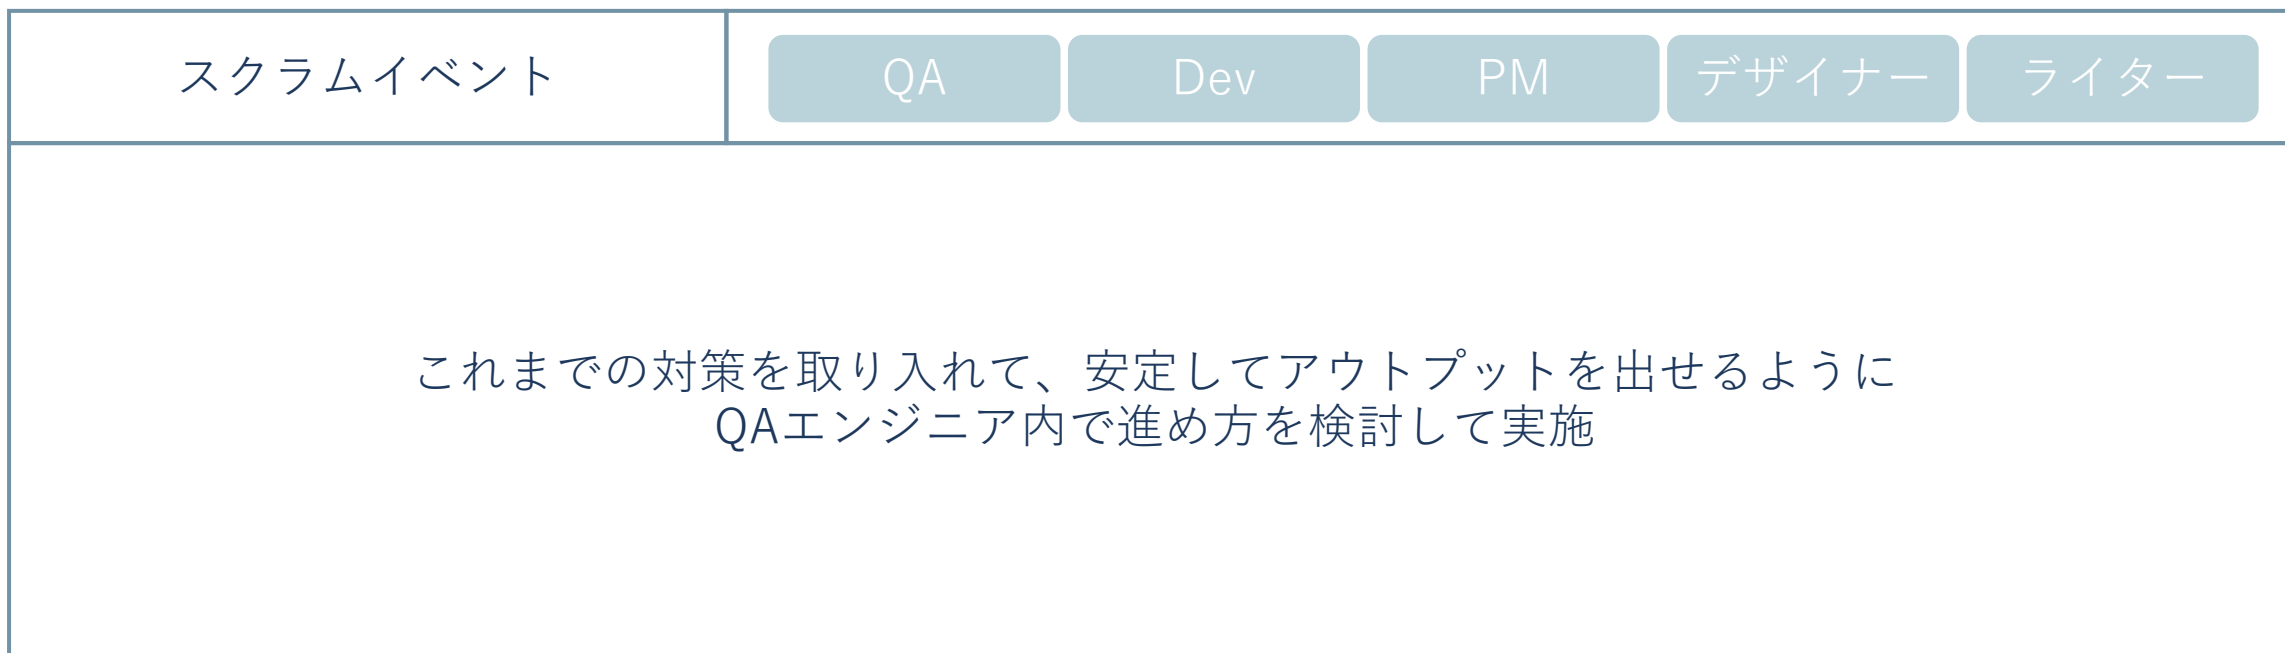 スクラムイベント
QA
Dev
PM
デザイナー
ライター
これまでの対策を取り入れて、安定してアウトプットを出せるように
QAエンジニア内で進め方を検討して実施